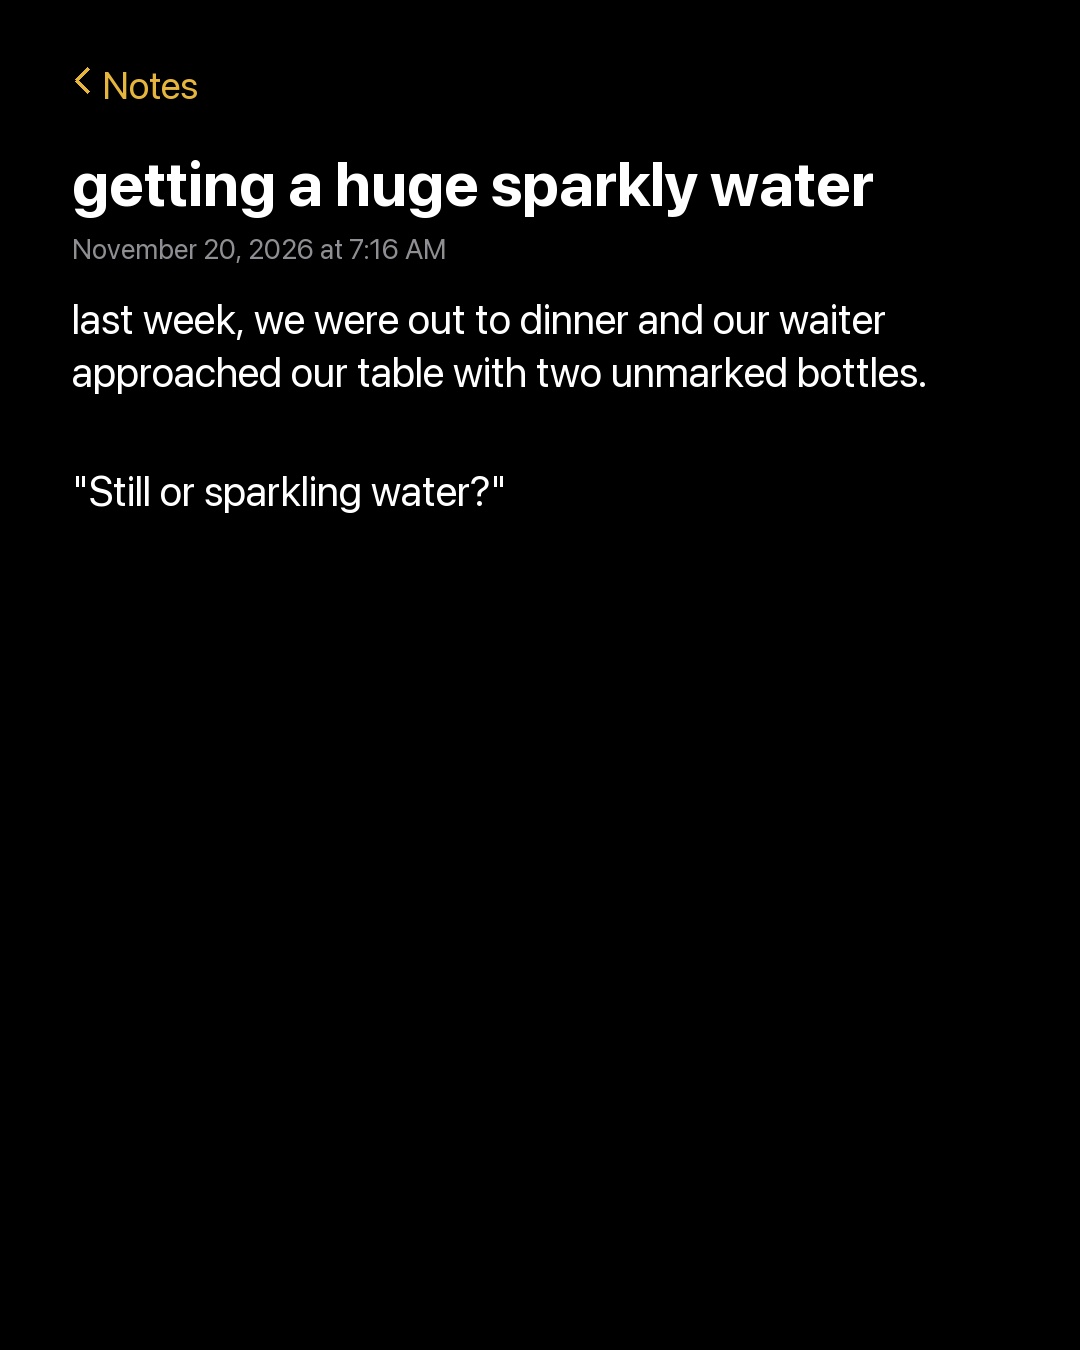 Notes
getting a huge sparkly water
November 20, 2026 at 7:16 AM
last week, we were out to dinner and our waiter
approached our table with two unmarked bottles.
"Still or sparkling water?"